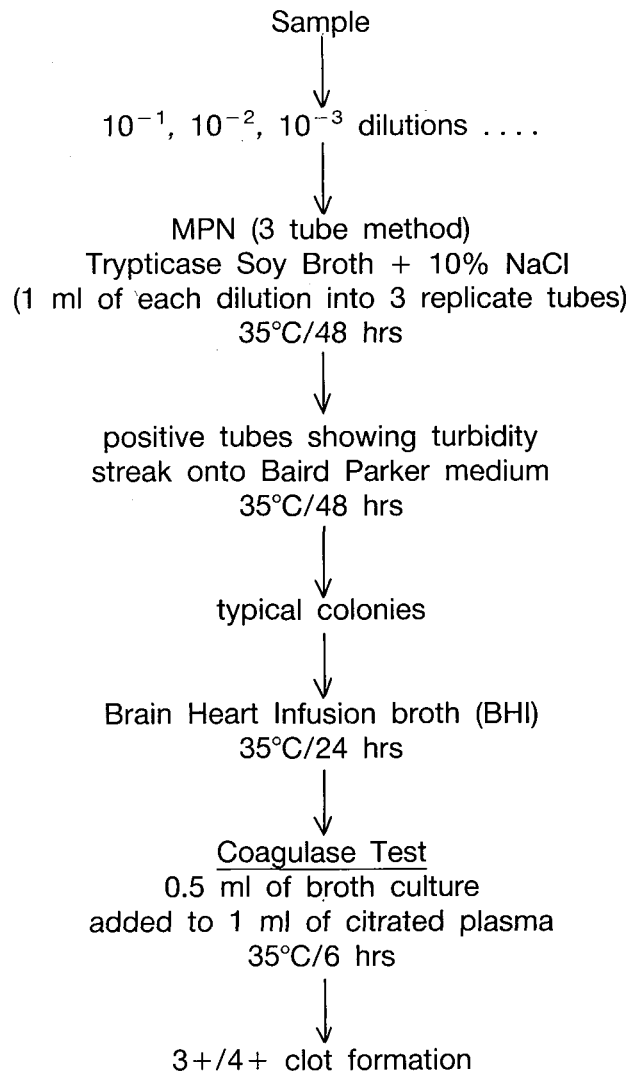 Sample
10⁻¹, 10⁻², 10⁻³ dilutions ....
MPN (3 tube method)
Trypticase Soy Broth + 10% NaCl
(1 ml of each dilution into 3 replicate tubes)
35°C/48 hrs
positive tubes showing turbidity
streak onto Baird Parker medium
35°C/48 hrs
typical colonies
Brain Heart Infusion broth (BHI)
35°C/24 hrs
Coagulase Test
0.5 ml of broth culture
added to 1 ml of citrated plasma
35°C/6 hrs
3+/4+ clot formation